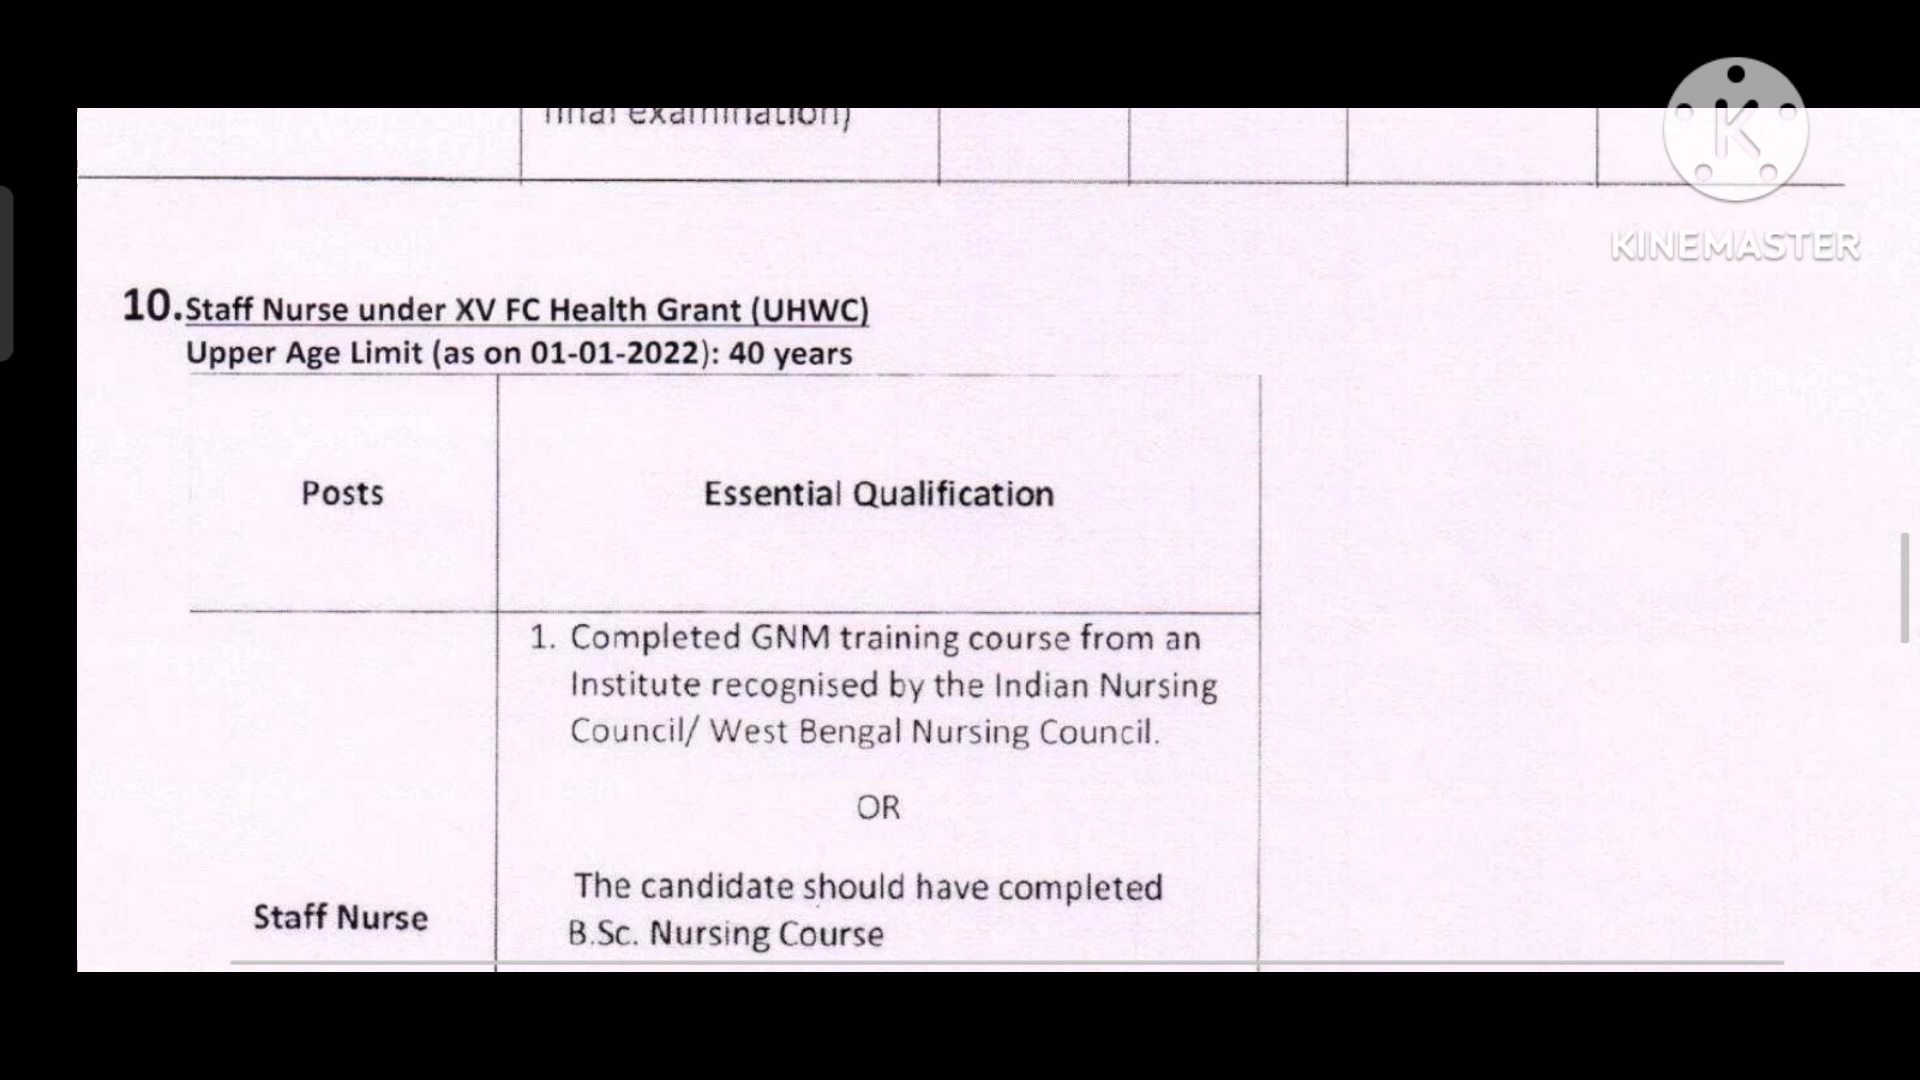 final examination)
K
KINEMASTER
10. Staff Nurse under XV FC Health Grant (UHWC)
Upper Age Limit (as on 01-01-2022): 40 years
Posts
Essential Qualification
1. Completed GNM training course from an
Institute recognised by the Indian Nursing
Council/ West Bengal Nursing Council.
OR
The candidate should have completed
Staff Nurse
B.Sc. Nursing Course